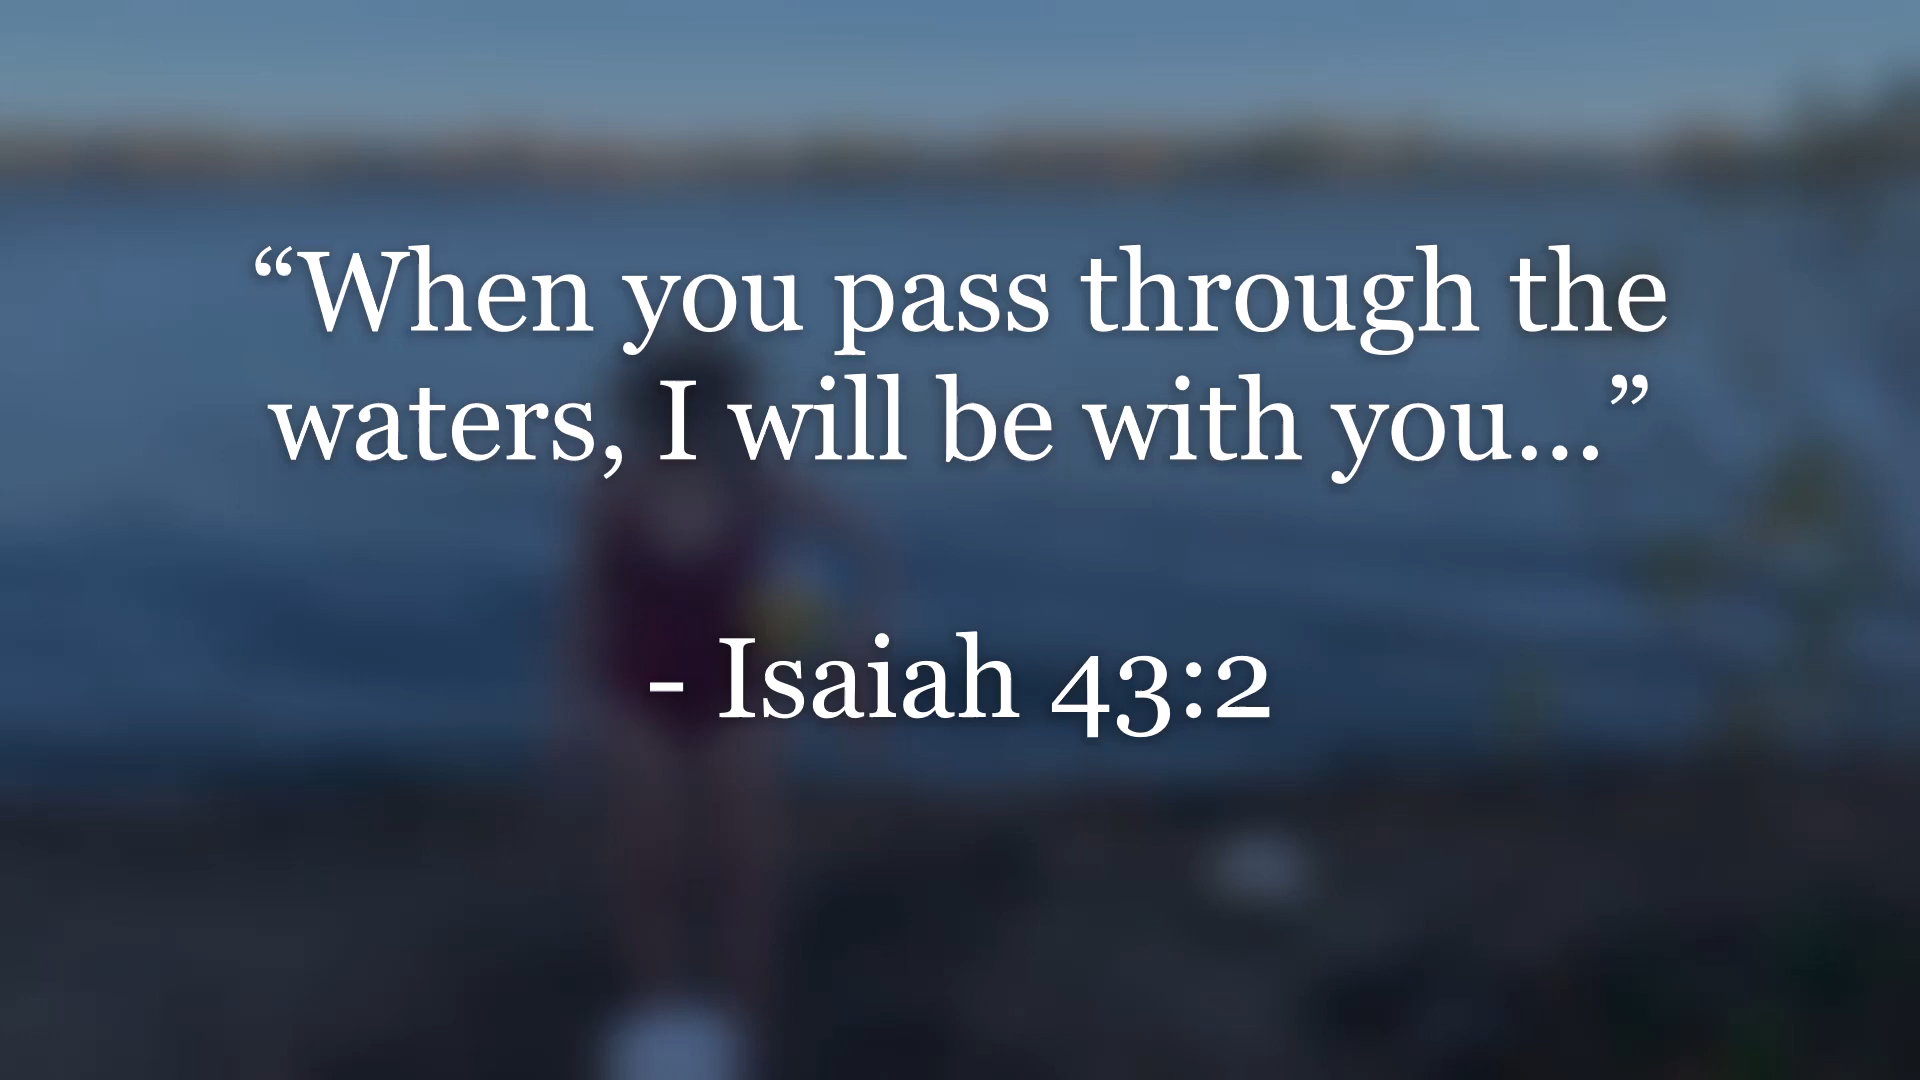 “When you pass through the
waters, I will be with you...”
- Isaiah 43:2